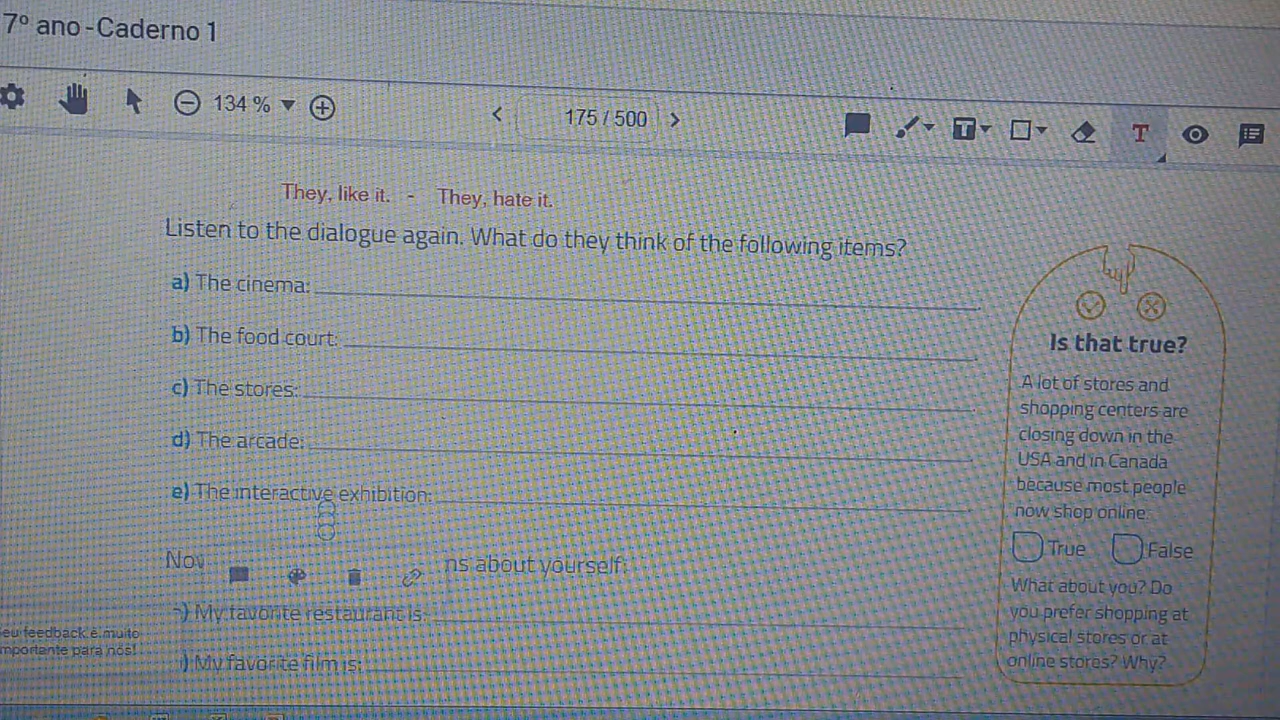 7º ano - Caderno 1
134 %
175 / 500
T
T
They, like it. - They, hate it.
Listen to the dialogue again. What do they think of the following items?
a) The cinema:
b) The food court:
c) The stores:
d) The arcade:
e) The interactive exhibition:
ns about yourself:
) My favorite restaurant is:
) My favorite film is:
eu feedback é muito
mportante para nós!
Is that true?
A lot of stores and
shopping centers are
closing down in the
USA and in Canada
because most people
now shop online.
True False
What about you? Do
you prefer shopping at
physical stores or at
online stores? Why?